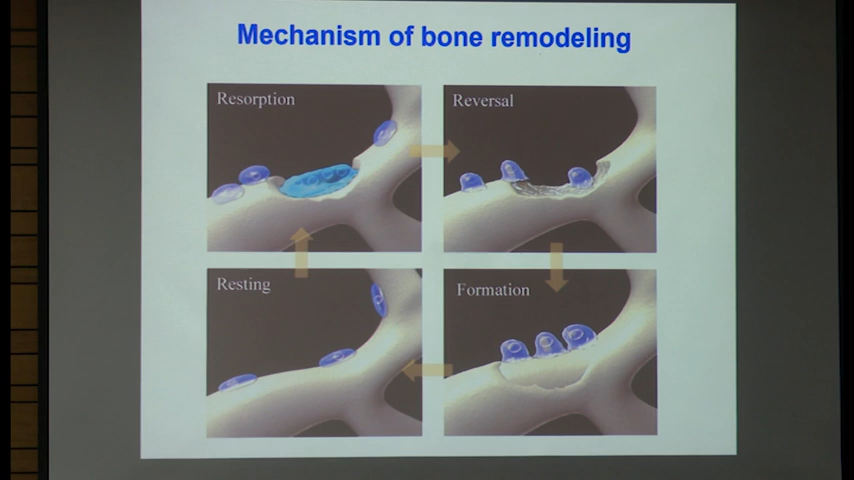 Mechanism of bone remodeling
Resorption
Reversal
Resting
Formation